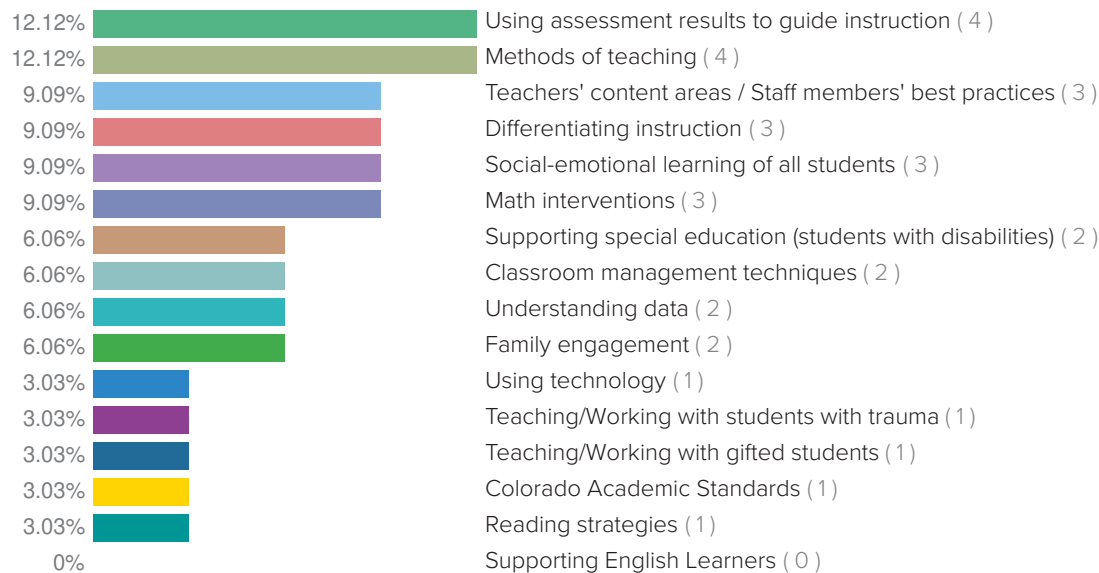 12.12% Using assessment results to guide instruction ( 4 )
12.12% Methods of teaching ( 4 )
9.09% Teachers' content areas / Staff members' best practices ( 3 )
9.09% Differentiating instruction ( 3 )
9.09% Social-emotional learning of all students ( 3 )
9.09% Math interventions ( 3 )
6.06% Supporting special education (students with disabilities) ( 2 )
6.06% Classroom management techniques ( 2 )
6.06% Understanding data ( 2 )
6.06% Family engagement ( 2 )
3.03% Using technology ( 1 )
3.03% Teaching/Working with students with trauma ( 1 )
3.03% Teaching/Working with gifted students ( 1 )
3.03% Colorado Academic Standards ( 1 )
3.03% Reading strategies ( 1 )
0% Supporting English Learners ( 0 )